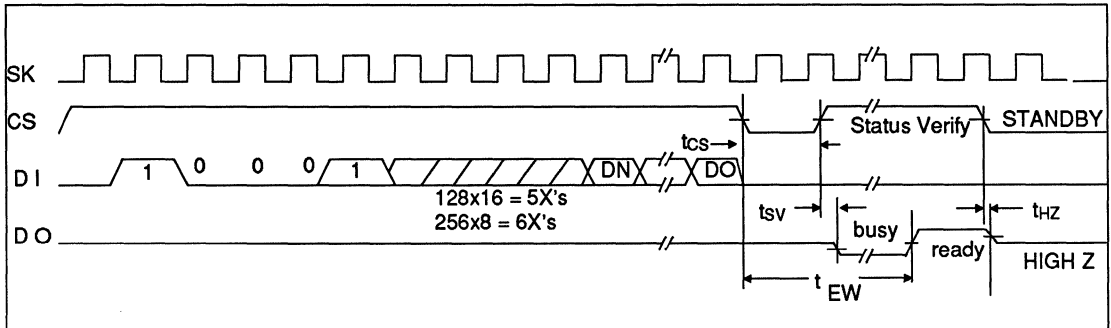 SK
CS
STANDBY
Status Verify
tCS
DI
1 0 0 0 1
DN
DO
128x16 = 5X's
256x8 = 6X's
tSV
tHZ
busy
DO
ready
HIGH Z
t EW